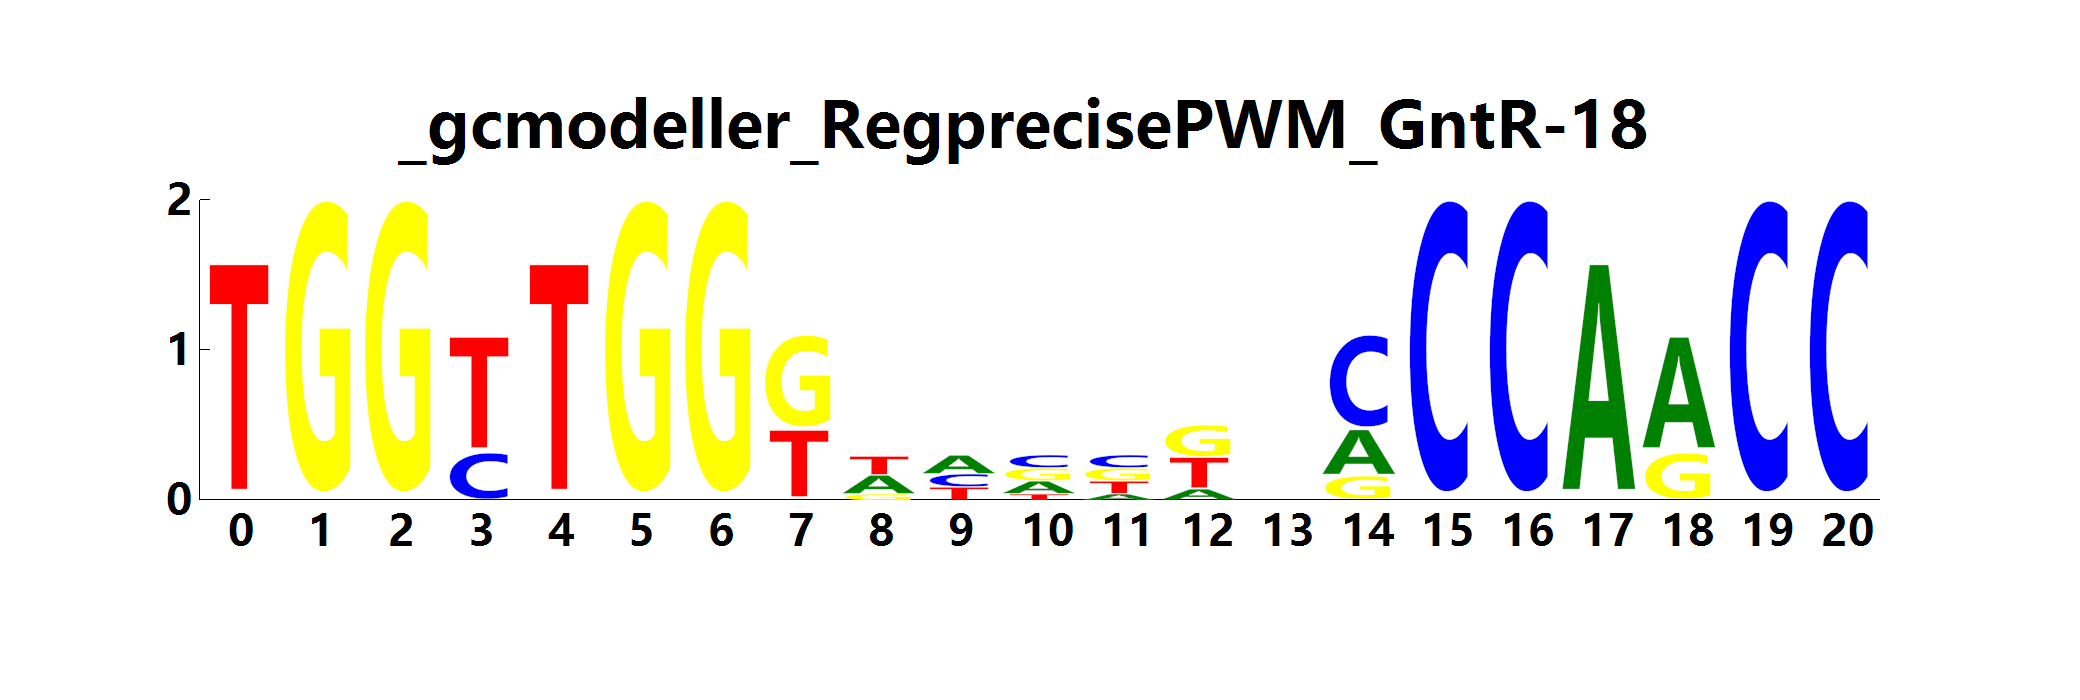 _gcmodeller_RegprecisePWM_GntR-18
2
1
0
T G G T C T G G G T T A G A C T C G A T C G T A G T A C A G C C A A G C C
0 1 2 3 4 5 6 7 8 9 10 11 12 13 14 15 16 17 18 19 20